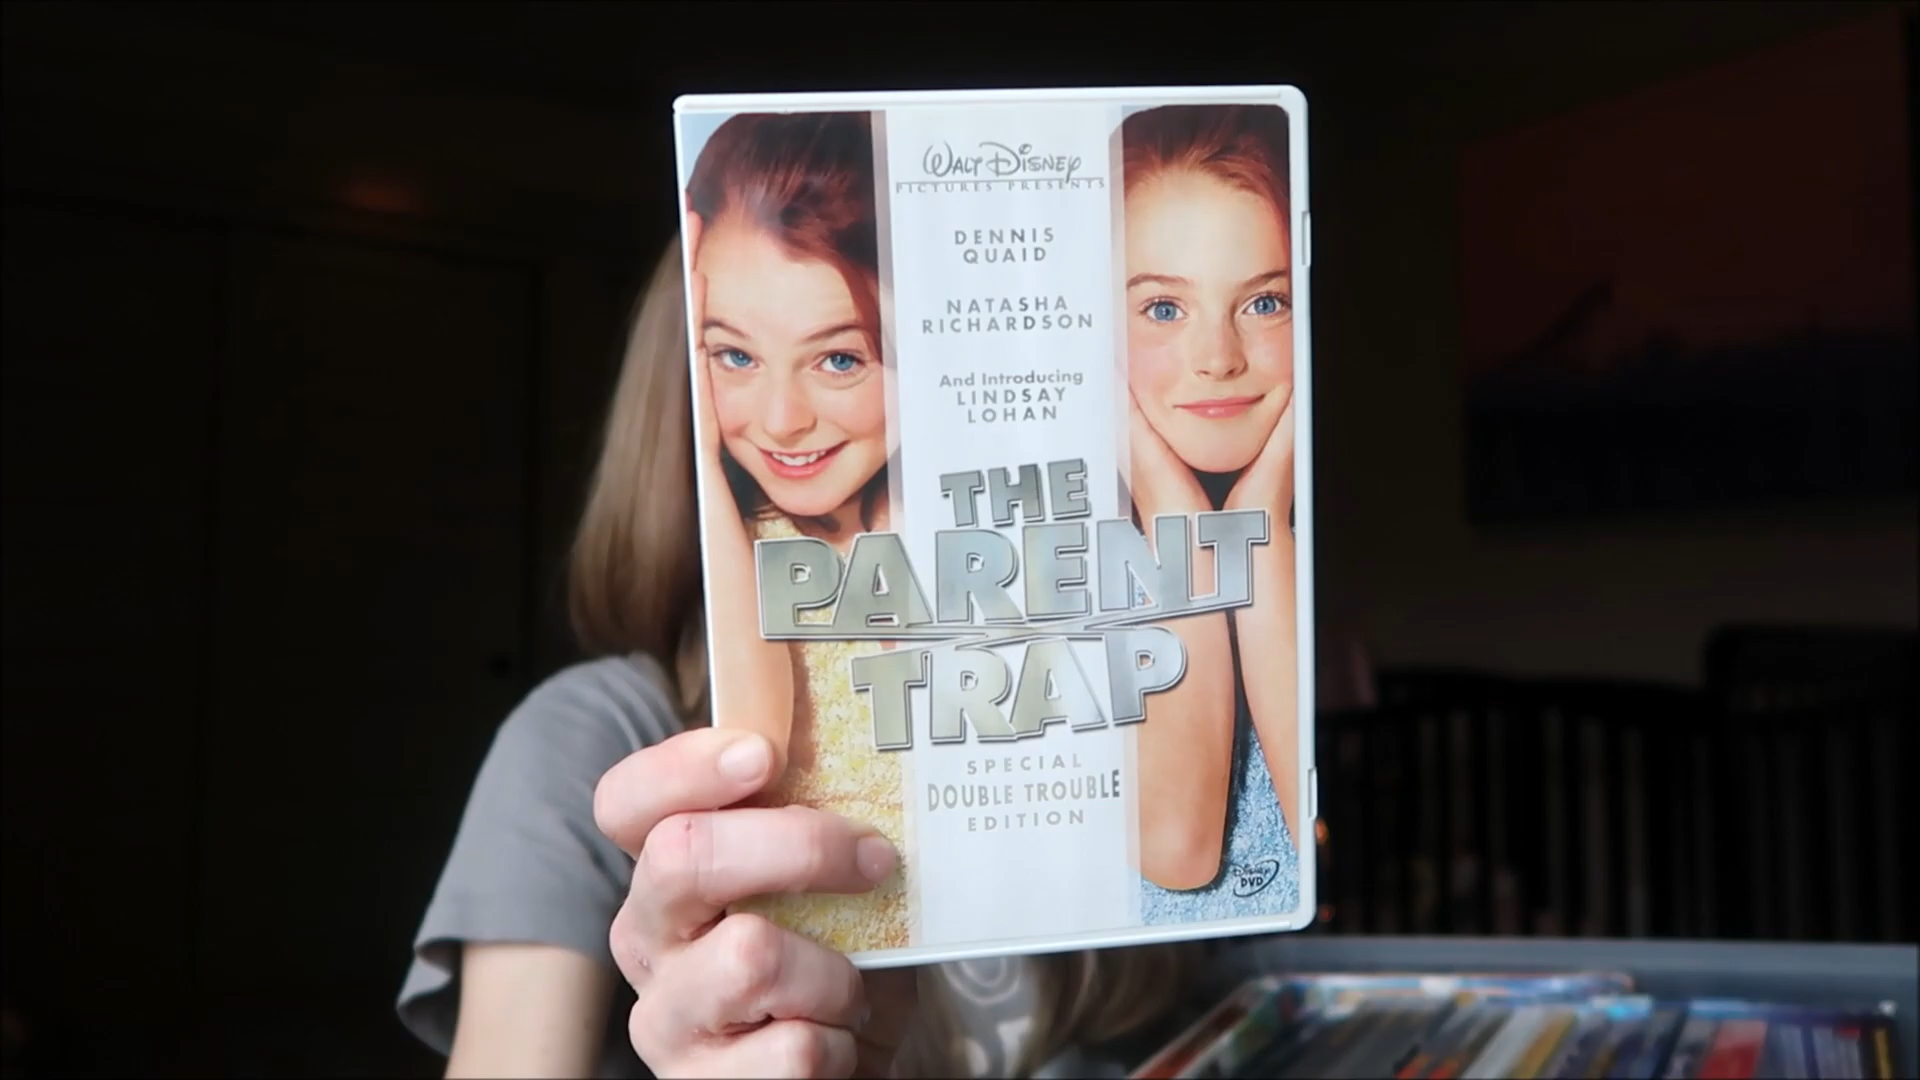 WALT DISNEY
PICTURES PRESENTS
DENNIS
QUAID
NATASHA
RICHARDSON
And Introducing
LINDSAY
LOHAN
THE
PARENT
TRAP
SPECIAL
DOUBLE TROUBLE
EDITION
Disney
DVD